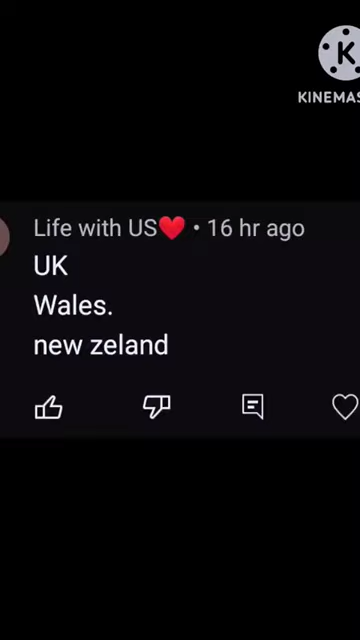 K
KINEMAS
Life with US❤️ • 16 hr ago
UK
Wales.
new zeland